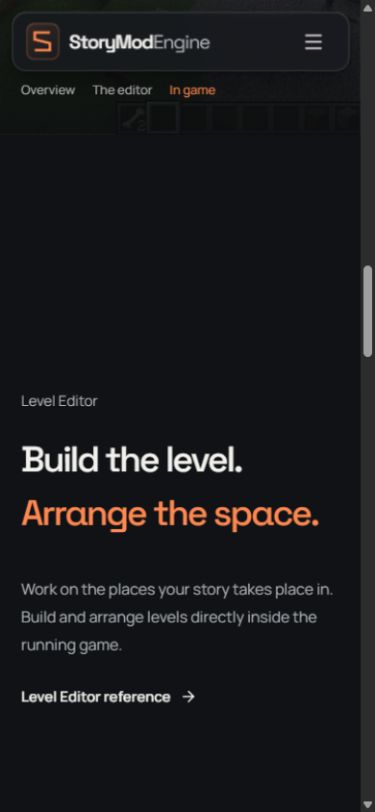 StoryModEngine
Overview The editor In game
2
Level Editor
Build the level.
Arrange the space.
Work on the places your story takes place in.
Build and arrange levels directly inside the
running game.
Level Editor reference →